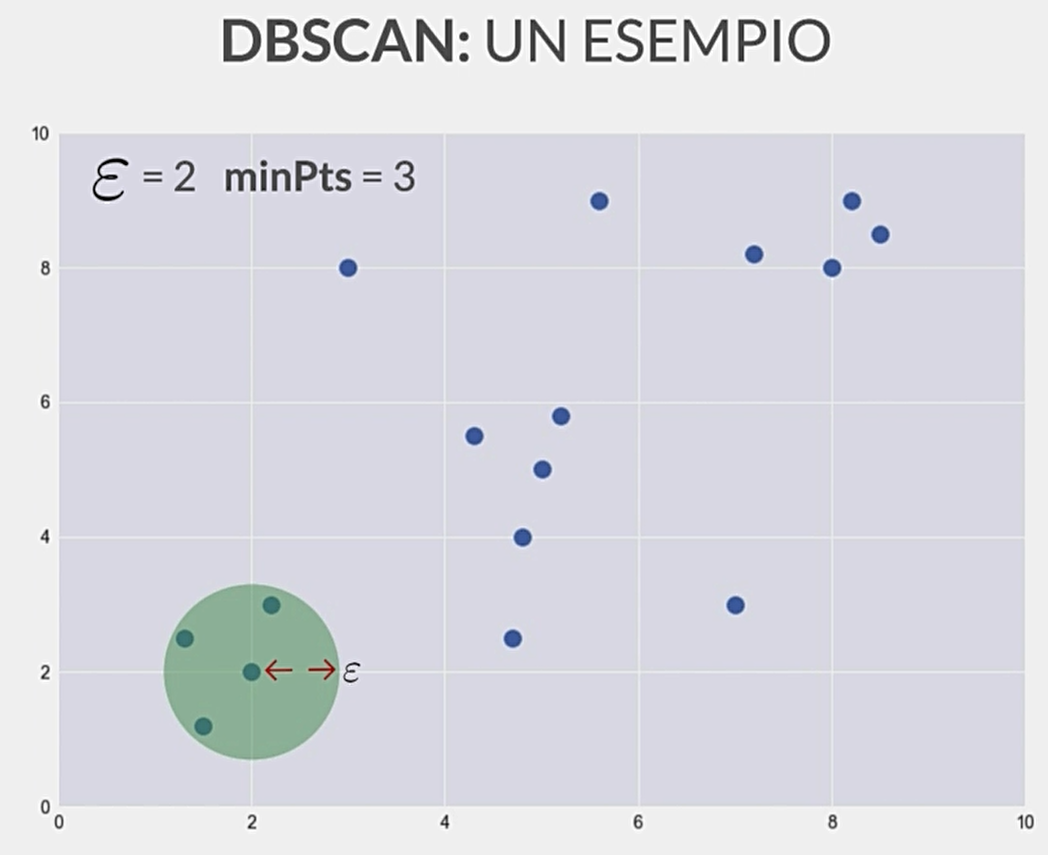 DBSCAN: UN ESEMPIO
10
ε = 2 minPts = 3
8
6
4
2
ε
0
0 2 4 6 8 10